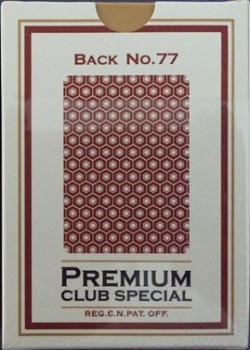 BACK NO.77
PREMIUM
CLUB SPECIAL
REG.C.N.PAT. OFF.